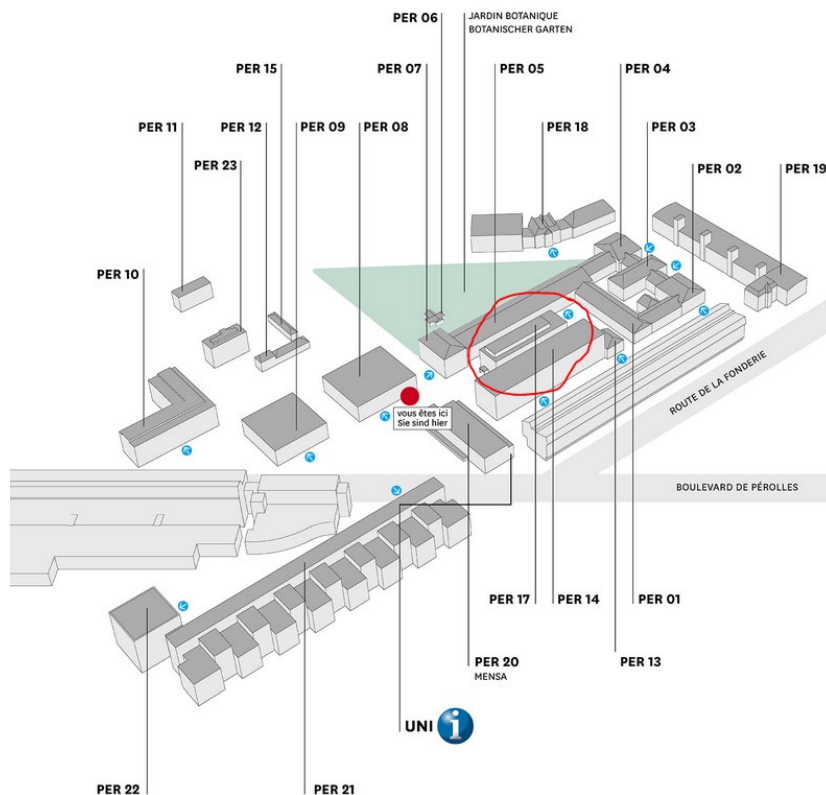 PER 06
JARDIN BOTANIQUE
BOTANISCHER GARTEN
PER 15
PER 07
PER 05
PER 04
PER 11
PER 12
PER 09
PER 08
PER 18
PER 03
PER 23
PER 02
PER 19
PER 10
ROUTE DE LA FONDERIE
vous êtes ici
Sie sind hier
BOULEVARD DE PÉROLLES
PER 17
PER 14
PER 01
PER 20
MENSA
PER 13
UNI i
PER 22
PER 21